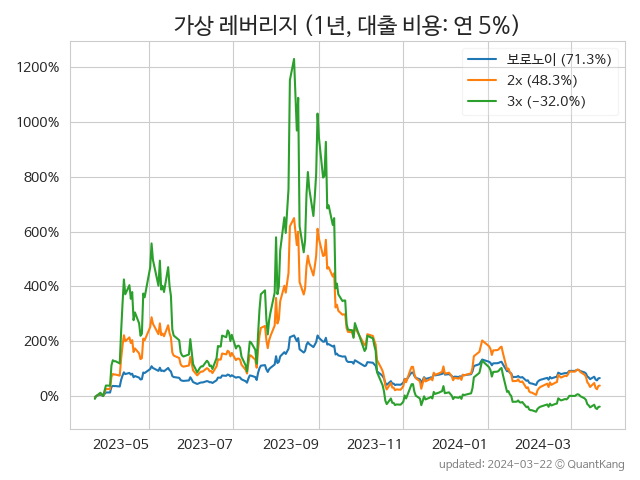 가상 레버리지 (1년, 대출 비용: 연 5%)
보로노이 (71.3%)
2x (48.3%)
3x (−32.0%)
1200%
1000%
800%
600%
400%
200%
0%
2023-05 2023-07 2023-09 2023-11 2024-01 2024-03
updated: 2024-03-22 © QuantKang